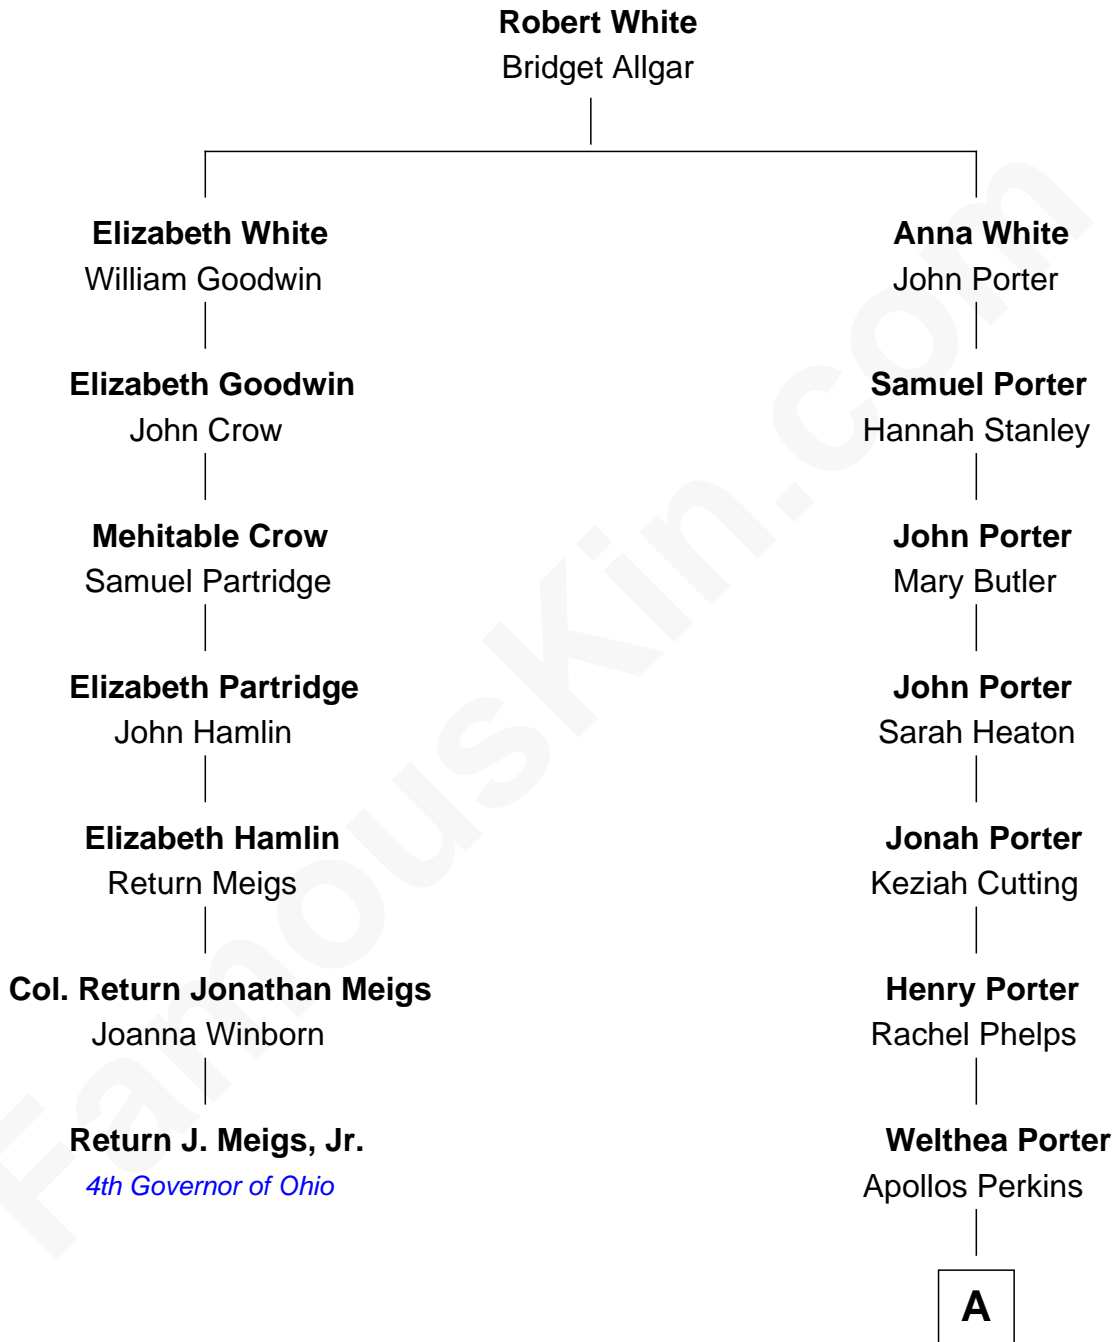 Robert White
Bridget Allgar
Elizabeth White
William Goodwin
Anna White
John Porter
Elizabeth Goodwin
John Crow
Samuel Porter
Hannah Stanley
Mehitable Crow
Samuel Partridge
John Porter
Mary Butler
Elizabeth Partridge
John Hamlin
John Porter
Sarah Heaton
Elizabeth Hamlin
Return Meigs
Jonah Porter
Keziah Cutting
Col. Return Jonathan Meigs
Joanna Winborn
Henry Porter
Rachel Phelps
Return J. Meigs, Jr.
4th Governor of Ohio
Welthea Porter
Apollos Perkins
A
FamousKin.com